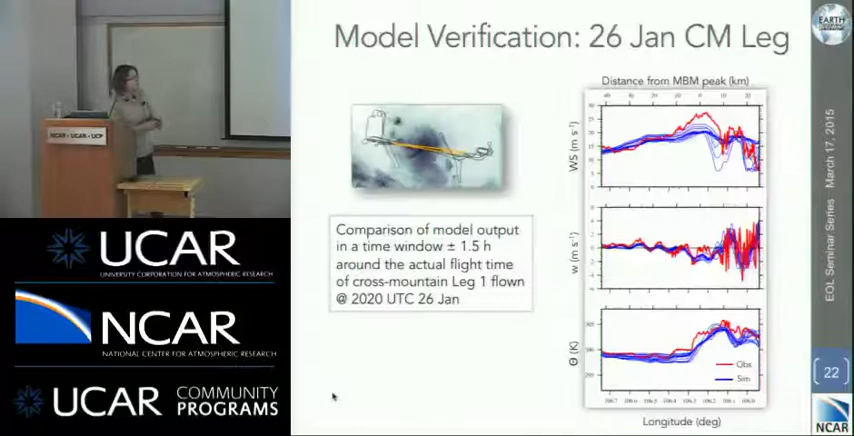 Model Verification: 26 Jan CM Leg
EARTH
NCAR • UCAR • UCP
Distance from MBM peak (km)
WS (m s⁻¹)
w (m s⁻¹)
Θ (K)
Obs
Sim
Longitude (deg)
Comparison of model output
in a time window ± 1.5 h
around the actual flight time
of cross-mountain Leg 1 flown
@ 2020 UTC 26 Jan
EOL Seminar Series   March 17, 2015
22
NCAR
UCAR
UNIVERSITY CORPORATION FOR ATMOSPHERIC RESEARCH
NCAR
NATIONAL CENTER FOR ATMOSPHERIC RESEARCH
UCAR
COMMUNITY
PROGRAMS